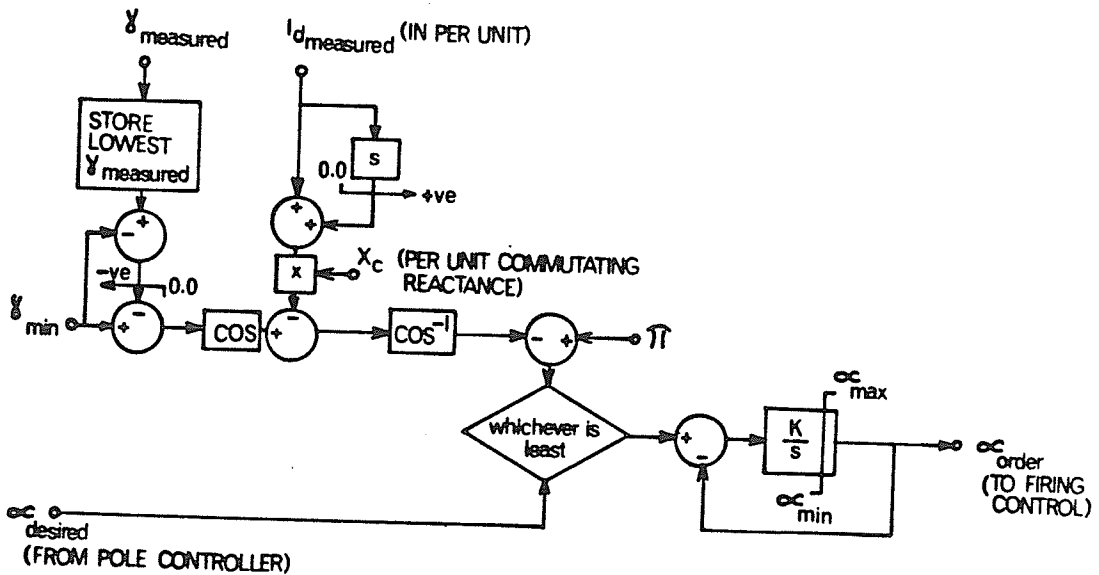 γ measured
I d measured (IN PER UNIT)
STORE
LOWEST
γ measured
s
0.0
+ve
+
-
+
+
-ve
0.0
x
X c (PER UNIT COMMUTATING
REACTANCE)
γ min
+
-
COS
+
-
COS -1
-
+
π
whichever is
least
+
-
K
s
∝ max
∝ min
∝ order
(TO FIRING
CONTROL)
∝ desired
(FROM POLE CONTROLLER)